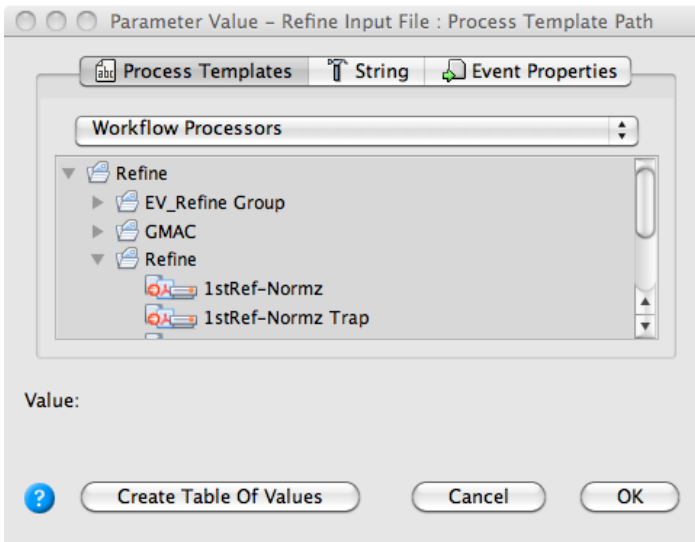 Parameter Value – Refine Input File : Process Template Path
abc Process Templates String Event Properties
Workflow Processors
Refine
EV_Refine Group
GMAC
Refine
1stRef-Normz
1stRef-Normz Trap
Value:
? Create Table Of Values Cancel OK